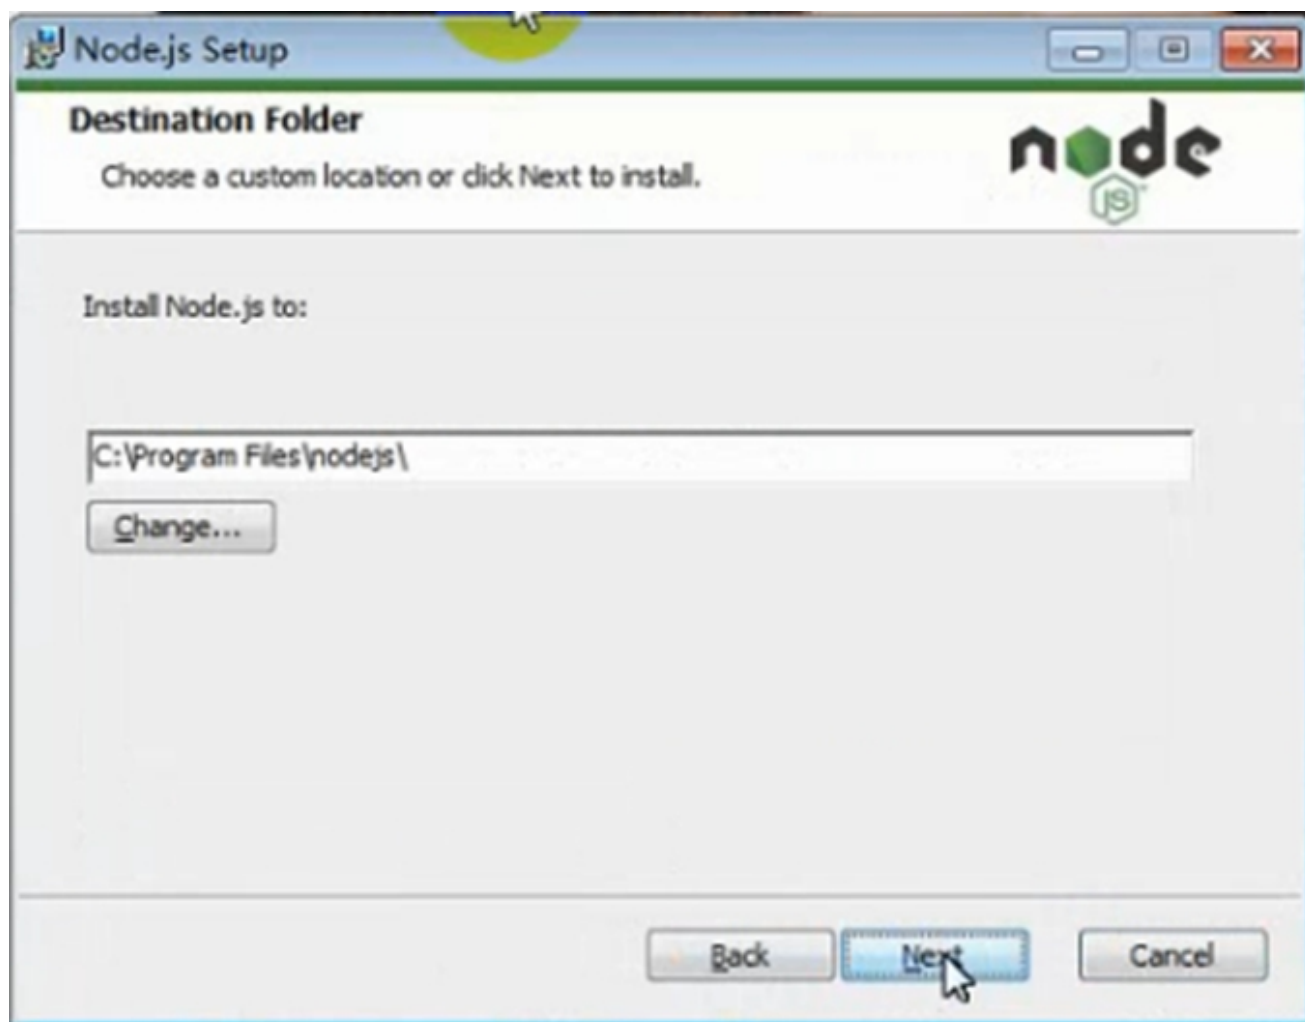 Node.js Setup
Destination Folder
Choose a custom location or click Next to install.
node
JS
Install Node.js to:
C:\Program Files\nodejs\
Change...
Back
Next
Cancel